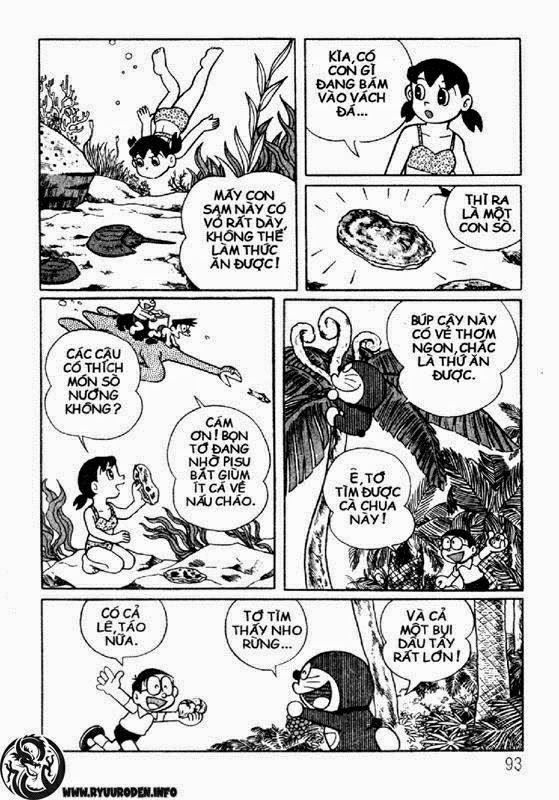 MẤY CON
SAM NÀY CÓ
VỎ RẤT DÀY,
KHÔNG THỂ
LÀM THỨC
ĂN ĐƯỢC!
KÌA, CÓ
CON GÌ
ĐANG BÁM
VÀO VÁCH
ĐÁ...
THÌ RA
LÀ MỘT
CON SÒ.
CÁC CẬU
CÓ THÍCH
MÓN SÒ
NƯỚNG
KHÔNG?
CÁM
ƠN! BỌN
TỚ ĐANG
NHỜ PISU
BẮT GIÙM
ÍT CÁ VỀ
NẤU CHÁO.
BÚP CÂY NÀY
CÓ VẺ THƠM
NGON, CHẮC
LÀ THỨ ĂN
ĐƯỢC.
Ê, TỚ
TÌM ĐƯỢC
CÀ CHUA
NÀY!
CÓ CẢ
LÊ, TÁO
NỮA.
TỚ TÌM
THẤY NHO
RỪNG...
VÀ CẢ
MỘT BỤI
DÂU TÂY
RẤT LỚN!
93
WWW.RYUURODEN.INFO